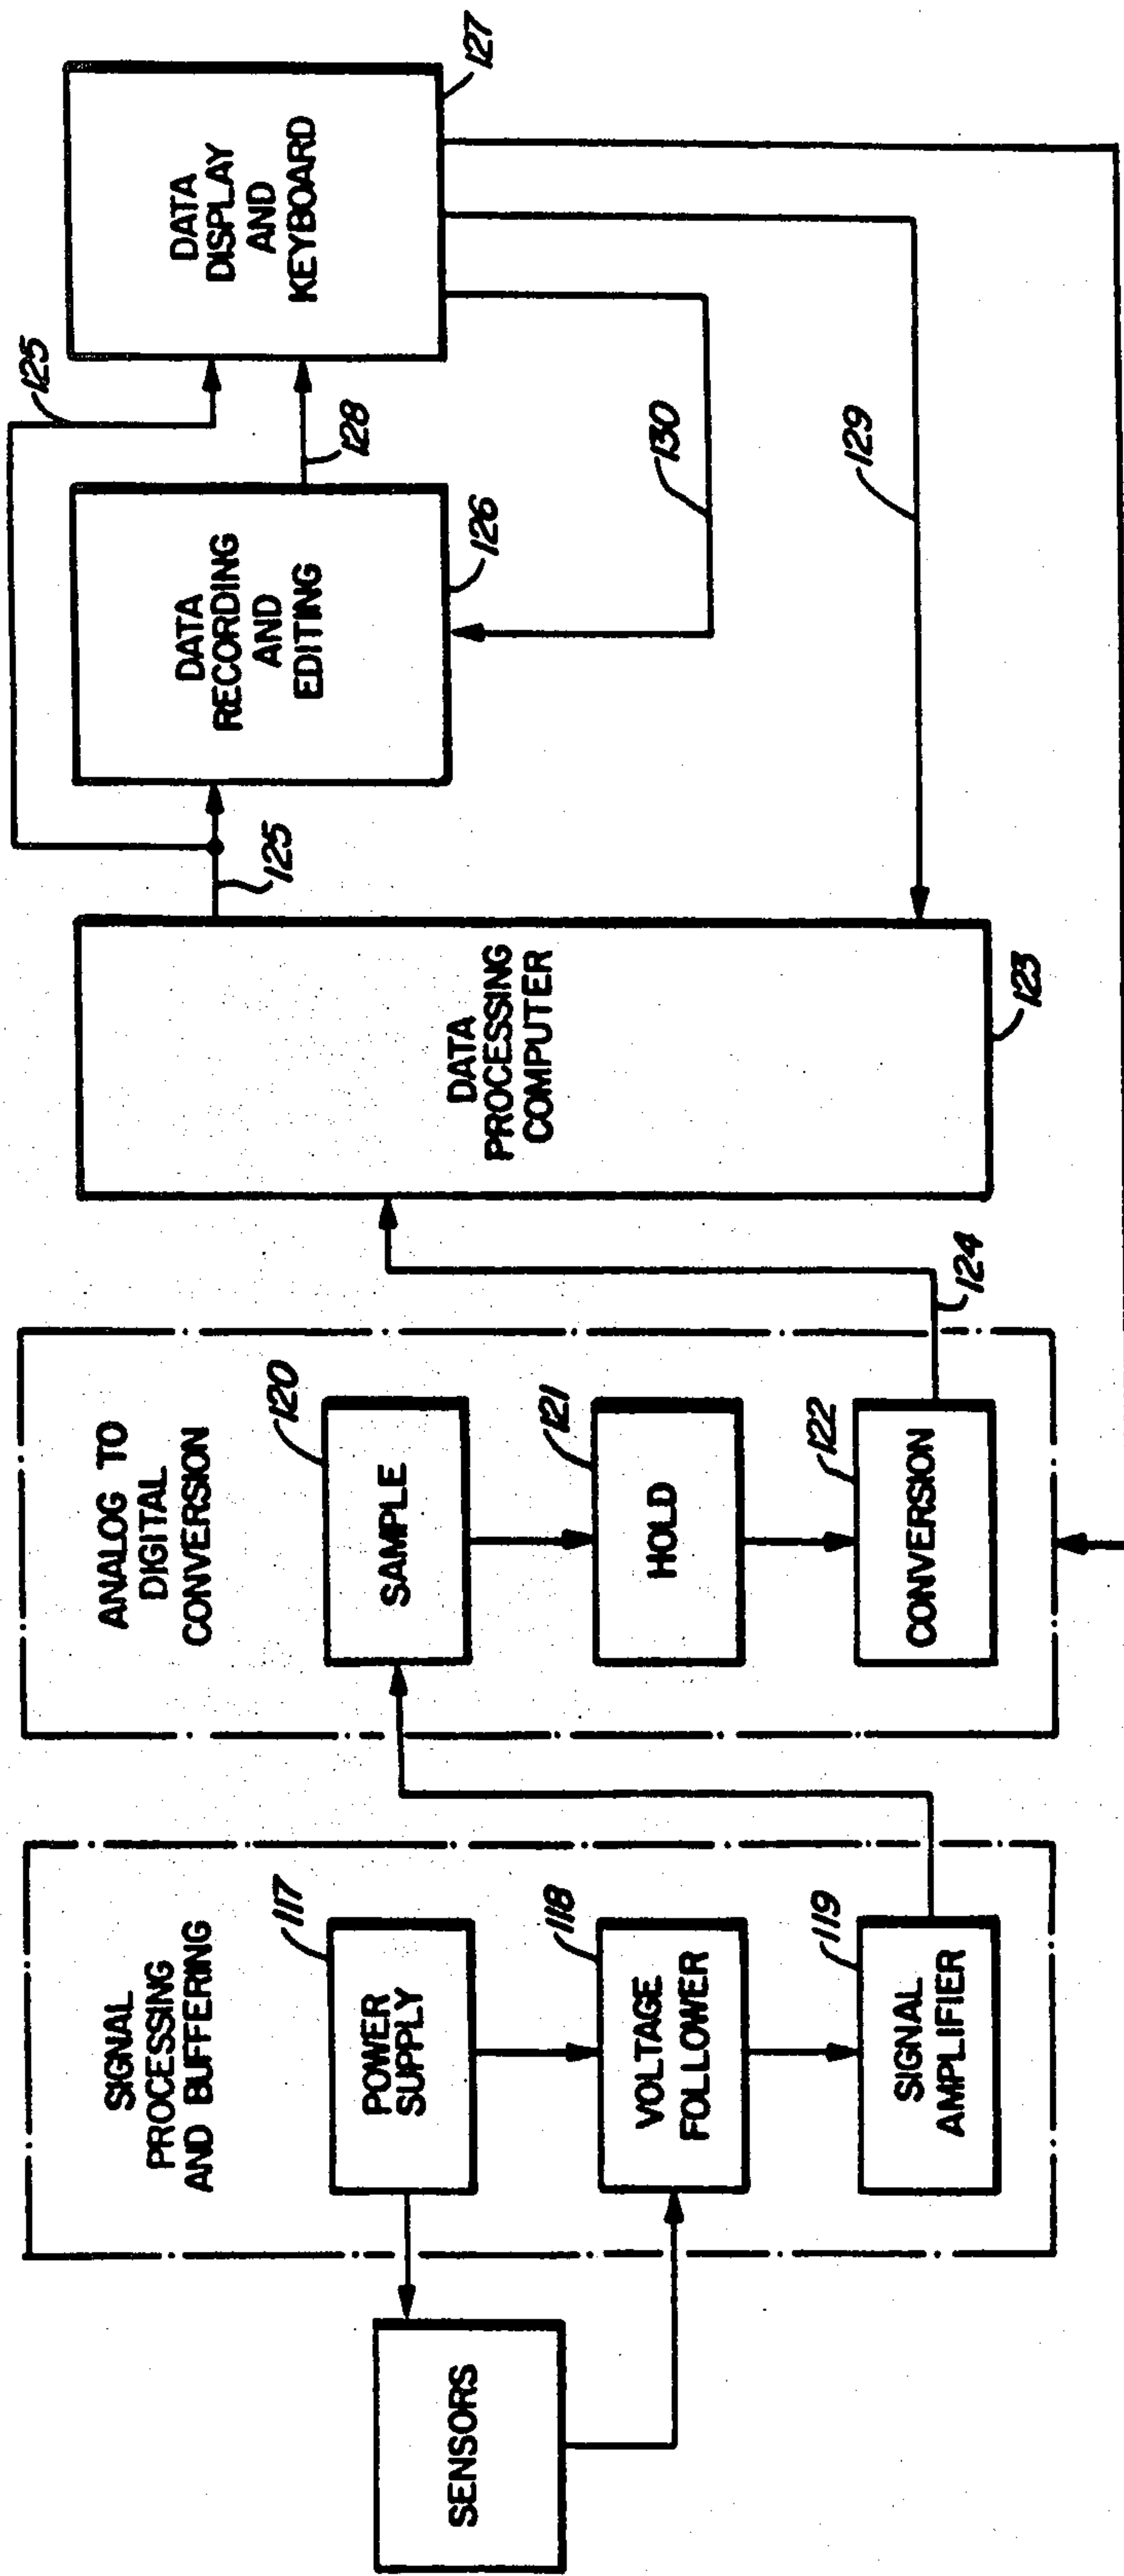 SENSORS
SIGNAL
PROCESSING
AND BUFFERING
117
POWER
SUPPLY
118
VOLTAGE
FOLLOWER
119
SIGNAL
AMPLIFIER
ANALOG TO
DIGITAL
CONVERSION
120
SAMPLE
121
HOLD
122
CONVERSION
124
DATA
PROCESSING
COMPUTER
123
125
DATA
RECORDING
AND
EDITING
126
125
128
130
129
DATA
DISPLAY
AND
KEYBOARD
127